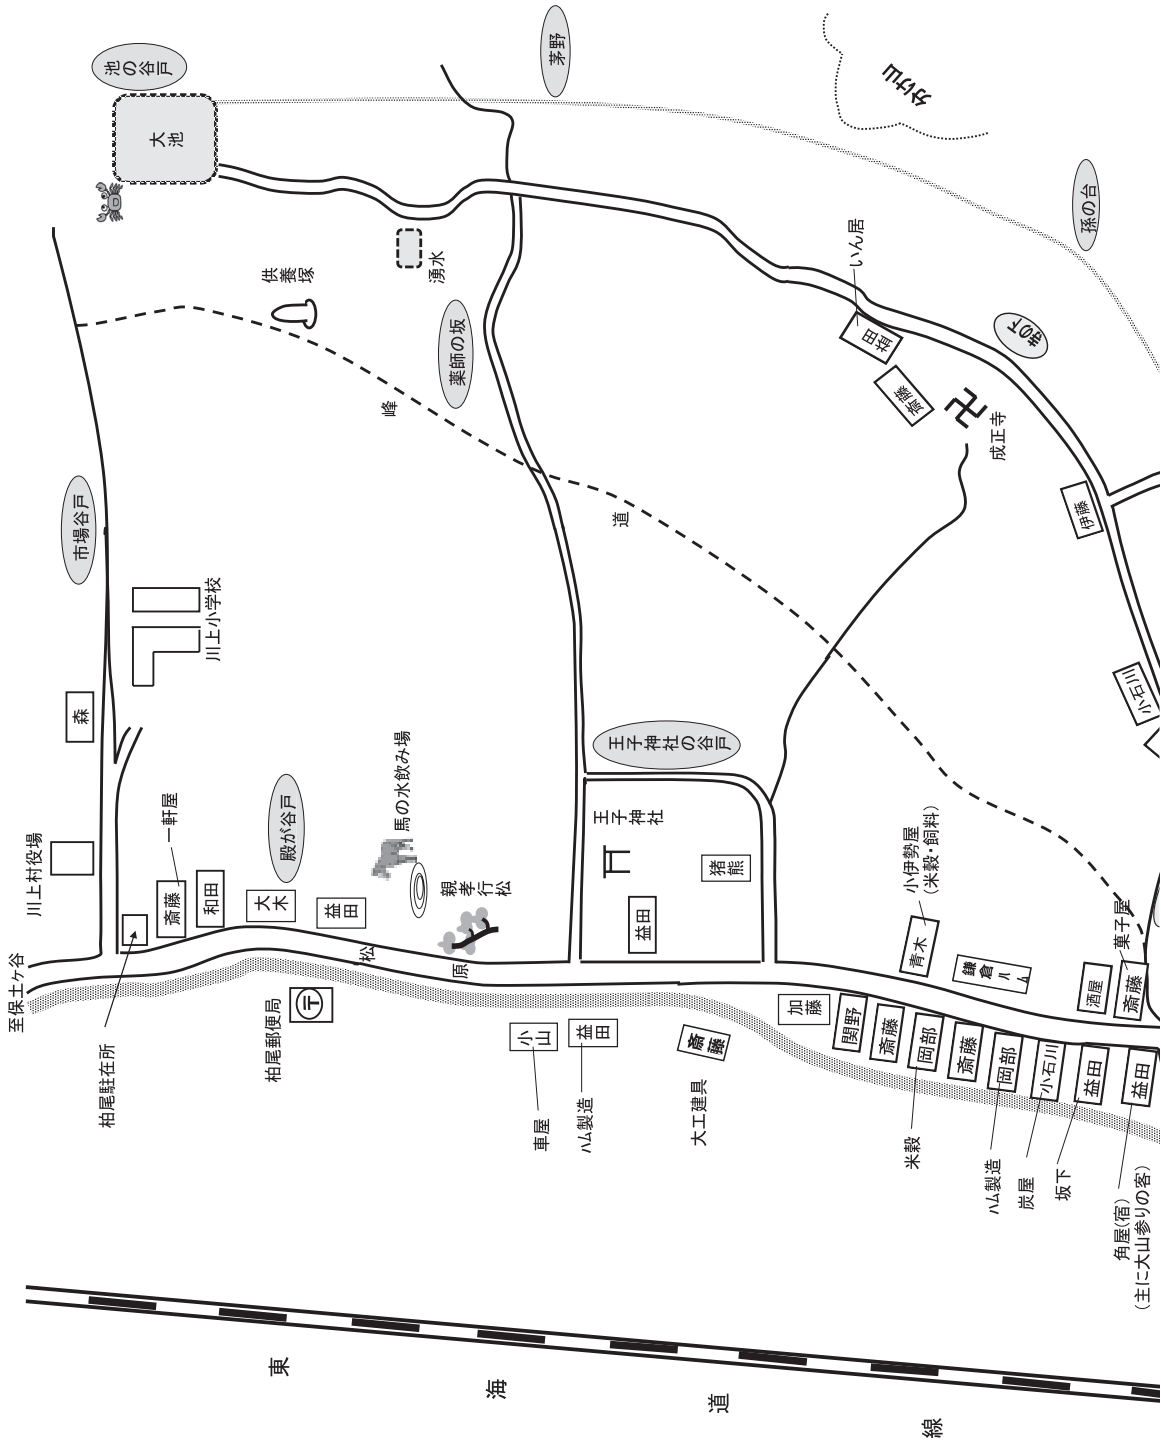 池の谷戸
大池
茅野
分け山
孫の台
いん居
益田
斎藤
寺の下
成正寺
伊藤
小石川
供養塚
湧水
薬師の坂
峰
道
市場谷戸
川上小学校
森
川上村役場
一軒屋
斎藤
和田
大木
益田
殿が谷戸
馬の水飲み場
親孝行松
松
原
王子神社の谷戸
王子神社
猪熊
益田
小伊勢屋
(米穀・飼料)
青木
鎌倉ハム
酒屋
菓子屋
斎藤
至保土ヶ谷
柏尾駐在所
柏尾郵便局
〒
小山
車屋
益田
ハム製造
斎藤
大工建具
加藤
関野
斎藤
岡部
米穀
斎藤
岡部
ハム製造
小石川
炭屋
益田
坂下
益田
角屋(宿)
(主に大山参りの客)
東
海
道
線